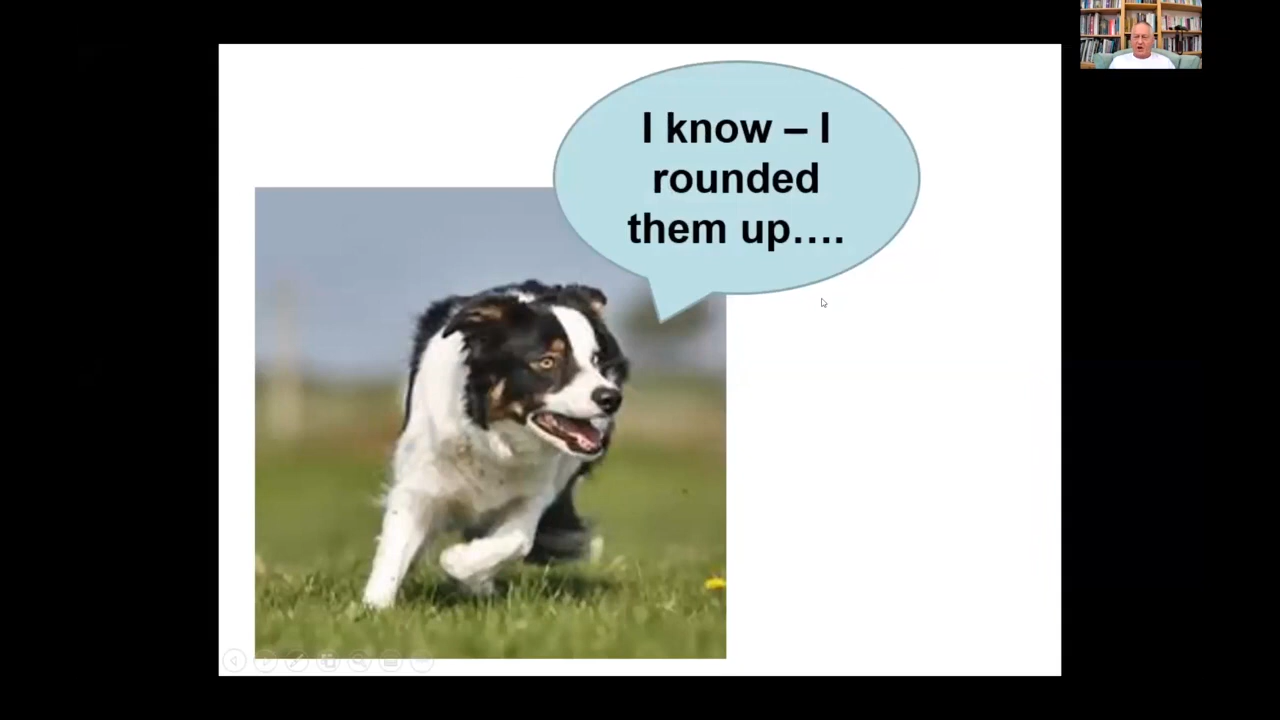 I know – I
rounded
them up….